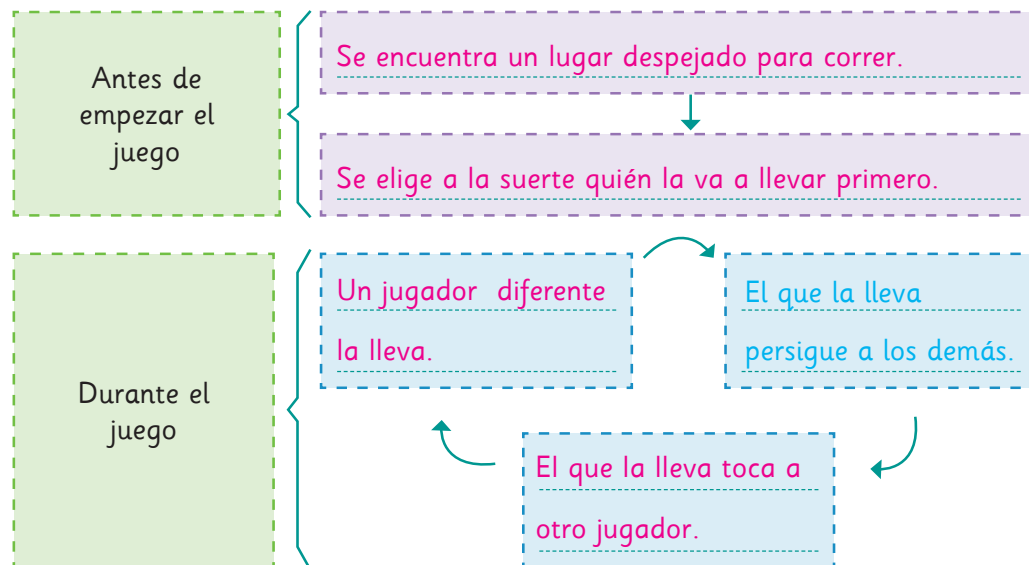 Antes de
empezar el
juego
Se encuentra un lugar despejado para correr.
Se elige a la suerte quién la va a llevar primero.
Durante el
juego
Un jugador diferente
la lleva.
El que la lleva
persigue a los demás.
El que la lleva toca a
otro jugador.